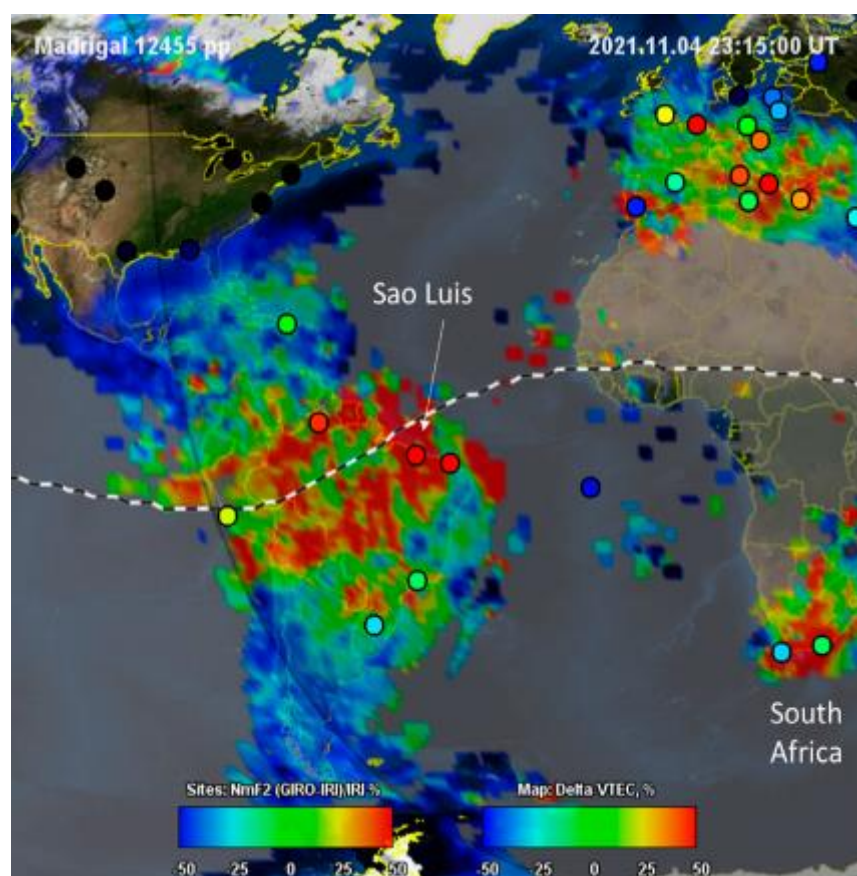 Madrigal 12455 pp 2021.11.04 23:15:00 UT
Sao Luis
South
Africa
Sites: NmF2 (GIRO-IRI)/IRI % Map: Delta VTEC, %
-50 -25 0 25 50 -50 -25 0 25 50